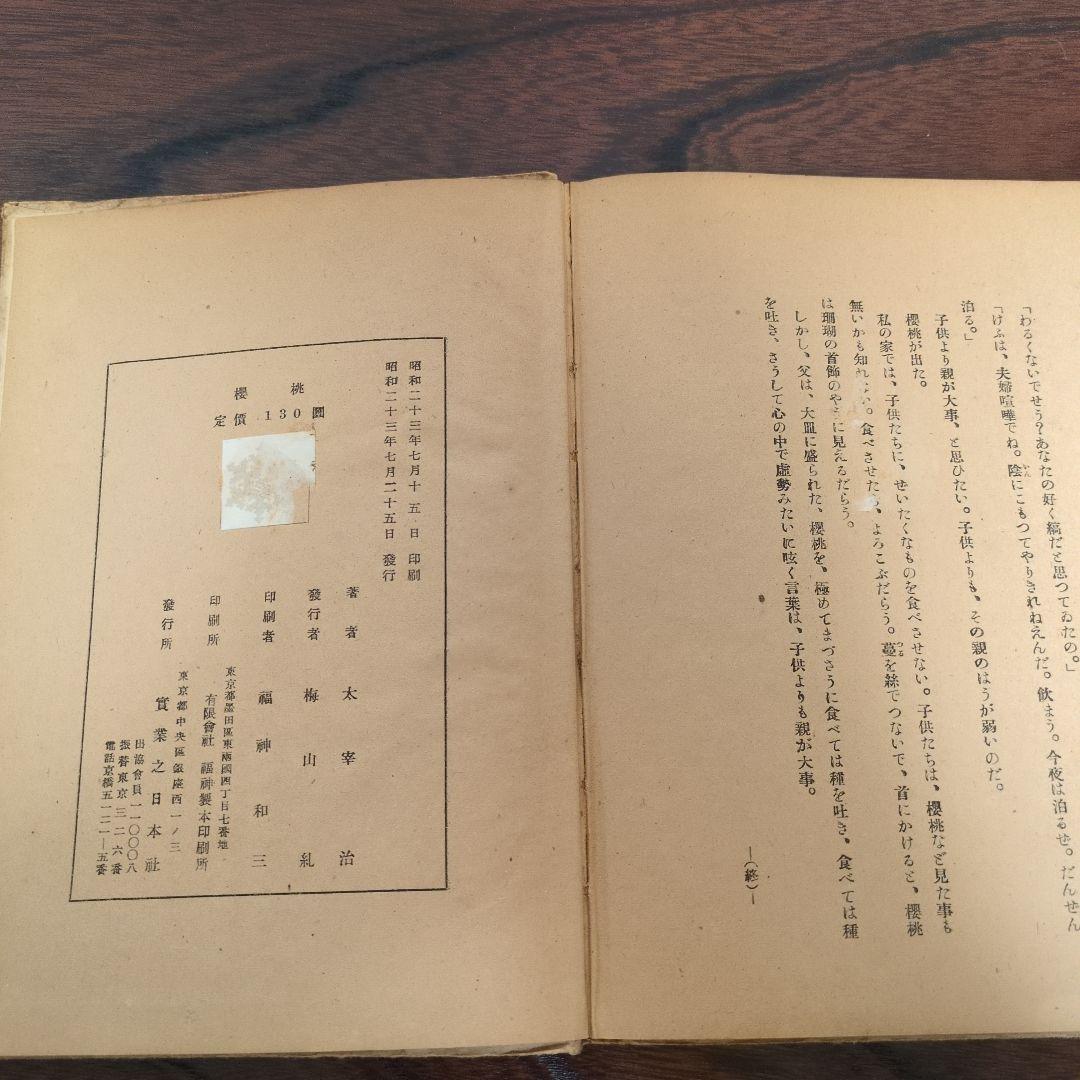 「わるくないでせう?あなたの好く縞だと思つてゐたの。」
「けふは、夫婦喧嘩でね。陰にこもつてやりきれねえんだ。飲まう。今夜は泊るぜ。だんぜん
泊る。」
子供より親が大事、と思ひたい。子供よりも、その親のはうが弱いのだ。
櫻桃が出た。
私の家では、子供たちに、ぜいたくなものを食べさせない。子供たちは、櫻桃など見た事も
無いかも知れない。食べさせたら、よろこぶだらう。蔓を絲でつないで、首にかけると、櫻桃
は珊瑚の首飾のやうに見えるだらう。
しかし、父は、大皿に盛られた、櫻桃を、極めてまづさうに食べては種を吐き、食べては種
を吐き、さうして心の中で虚勢みたいに呟く言葉は、子供よりも親が大事。
―(終)―
櫻桃
定價 130圓
昭和二十三年七月十五日 印刷
昭和二十三年七月二十五日 發行
著者 太宰治
發行者 梅山糺
印刷者 福神和三
東京都墨田區東兩國四丁目七番地
印刷所 有限會社 福神製本印刷所
東京都中央區銀座西一ノ三
發行所 實業之日本社
出協會員一一〇〇〇八
振替東京三二六番
電話京橋五一二一―五番